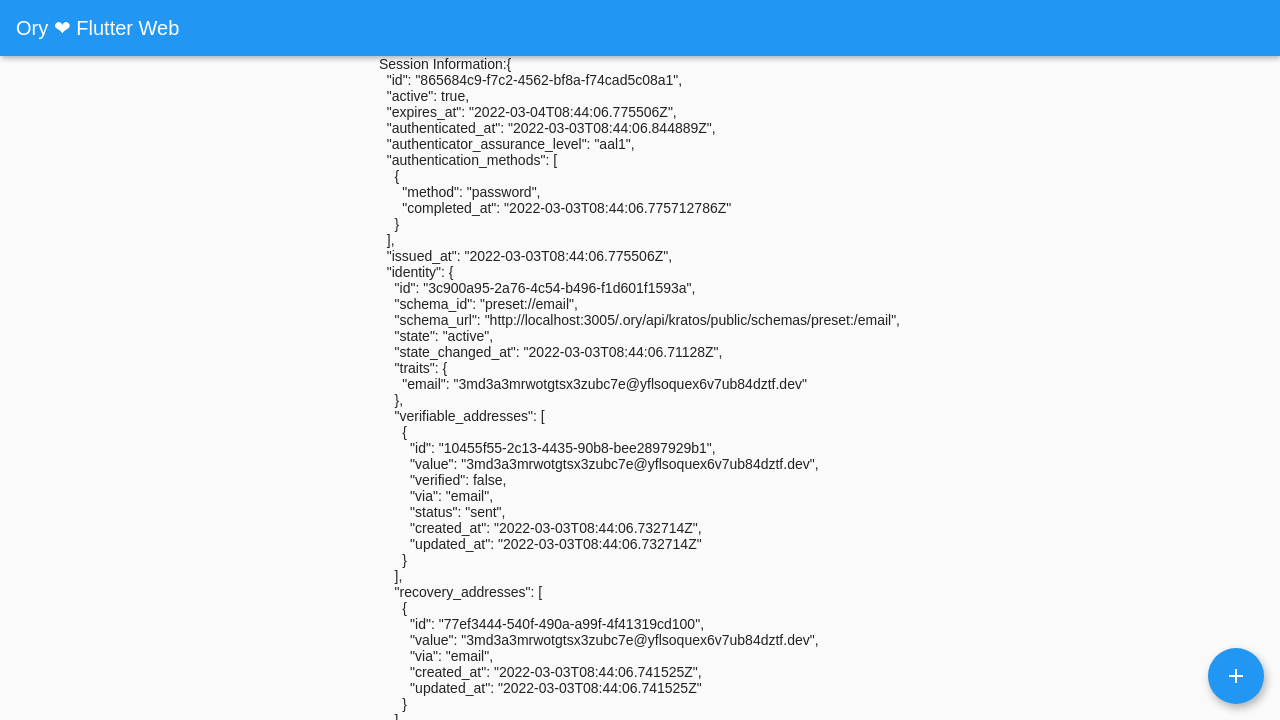 Ory ❤ Flutter Web
Session Information:{
"id": "865684c9-f7c2-4562-bf8a-f74cad5c08a1",
"active": true,
"expires_at": "2022-03-04T08:44:06.775506Z",
"authenticated_at": "2022-03-03T08:44:06.844889Z",
"authenticator_assurance_level": "aal1",
"authentication_methods": [
{
"method": "password",
"completed_at": "2022-03-03T08:44:06.775712786Z"
}
],
"issued_at": "2022-03-03T08:44:06.775506Z",
"identity": {
"id": "3c900a95-2a76-4c54-b496-f1d601f1593a",
"schema_id": "preset://email",
"schema_url": "http://localhost:3005/.ory/api/kratos/public/schemas/preset:/email",
"state": "active",
"state_changed_at": "2022-03-03T08:44:06.71128Z",
"traits": {
"email": "3md3a3mrwotgtsx3zubc7e@yflsoquex6v7ub84dztf.dev"
},
"verifiable_addresses": [
{
"id": "10455f55-2c13-4435-90b8-bee2897929b1",
"value": "3md3a3mrwotgtsx3zubc7e@yflsoquex6v7ub84dztf.dev",
"verified": false,
"via": "email",
"status": "sent",
"created_at": "2022-03-03T08:44:06.732714Z",
"updated_at": "2022-03-03T08:44:06.732714Z"
}
],
"recovery_addresses": [
{
"id": "77ef3444-540f-490a-a99f-4f41319cd100",
"value": "3md3a3mrwotgtsx3zubc7e@yflsoquex6v7ub84dztf.dev",
"via": "email",
"created_at": "2022-03-03T08:44:06.741525Z",
"updated_at": "2022-03-03T08:44:06.741525Z"
}